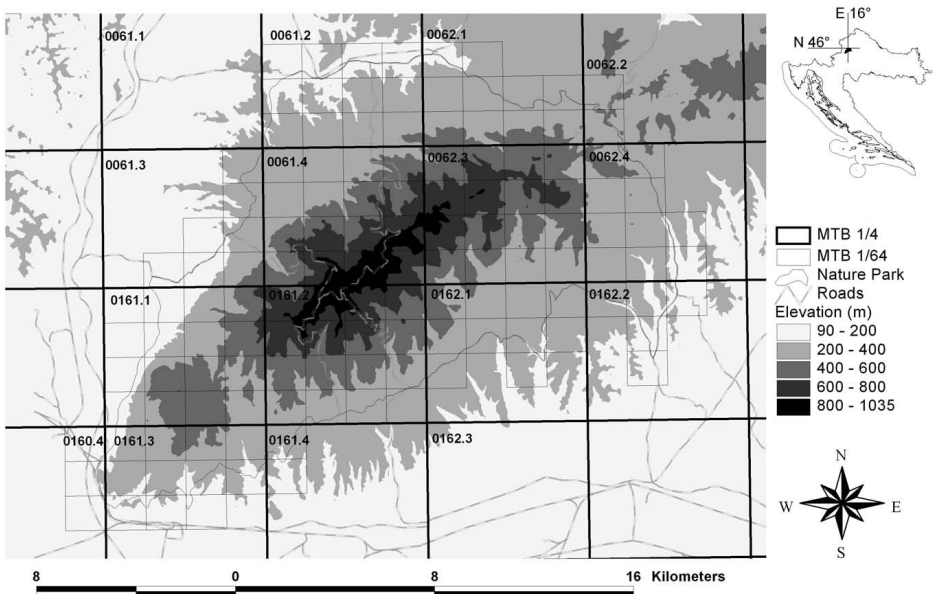 0061.1
0061.2
0062.1
0062.2
0061.3
0061.4
0062.3
0062.4
0161.1
0161.2
0162.1
0162.2
0160.4
0161.3
0161.4
0162.3
E 16°
N 46°
MTB 1/4
MTB 1/64
Nature Park
Roads
Elevation (m)
90 - 200
200 - 400
400 - 600
600 - 800
800 - 1035
N
W
E
S
8 0 8 16 Kilometers